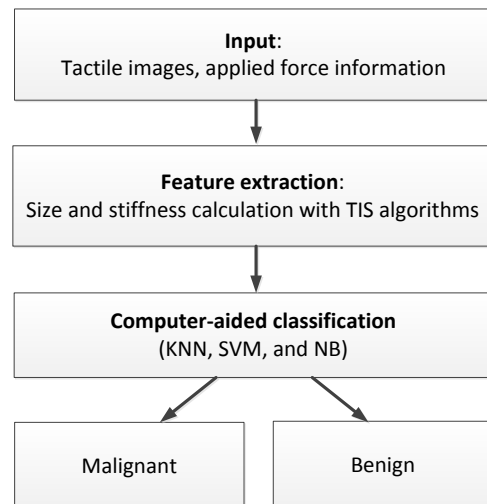 Input:
Tactile images, applied force information
Feature extraction:
Size and stiffness calculation with TIS algorithms
Computer-aided classification
(KNN, SVM, and NB)
Malignant
Benign